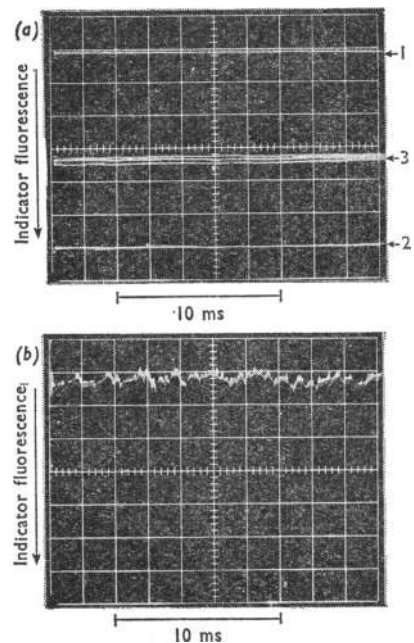 (a)
Indicator fluorescence
1
3
2
·10 ms
(b)
Indicator fluorescence
10 ms